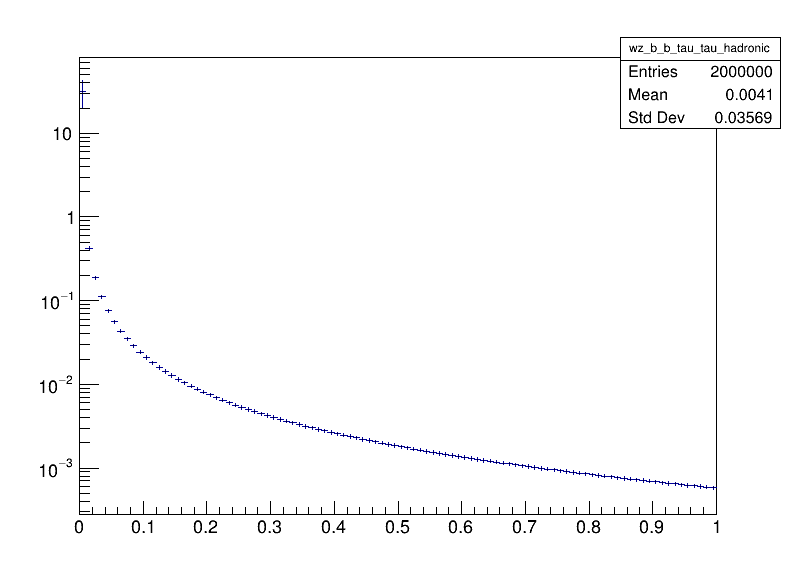 wz_b_b_tau_tau_hadronic
Entries 2000000
Mean 0.0041
Std Dev 0.03569
10
1
10⁻¹
10⁻²
10⁻³
0 0.1 0.2 0.3 0.4 0.5 0.6 0.7 0.8 0.9 1